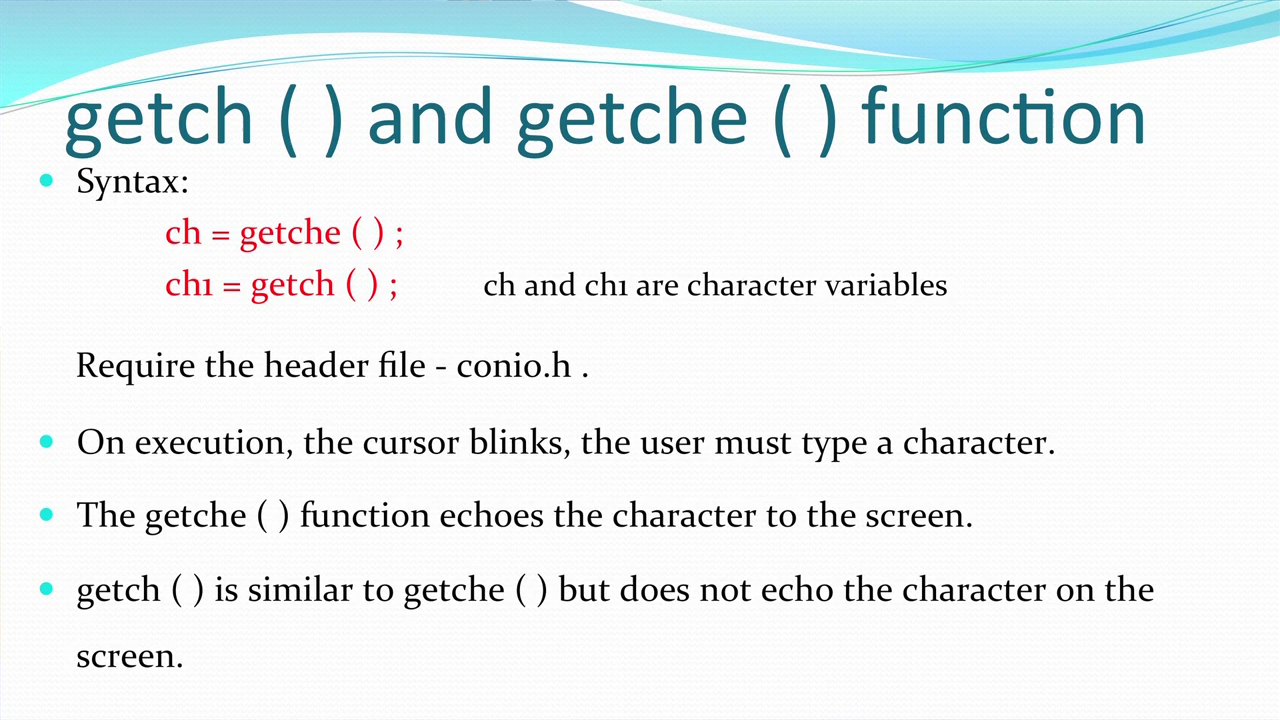 getch ( ) and getche ( ) function
Syntax:
ch = getche ( ) ;
ch1 = getch ( ) ; ch and ch1 are character variables
Require the header file - conio.h .
On execution, the cursor blinks, the user must type a character.
The getche ( ) function echoes the character to the screen.
getch ( ) is similar to getche ( ) but does not echo the character on the
screen.